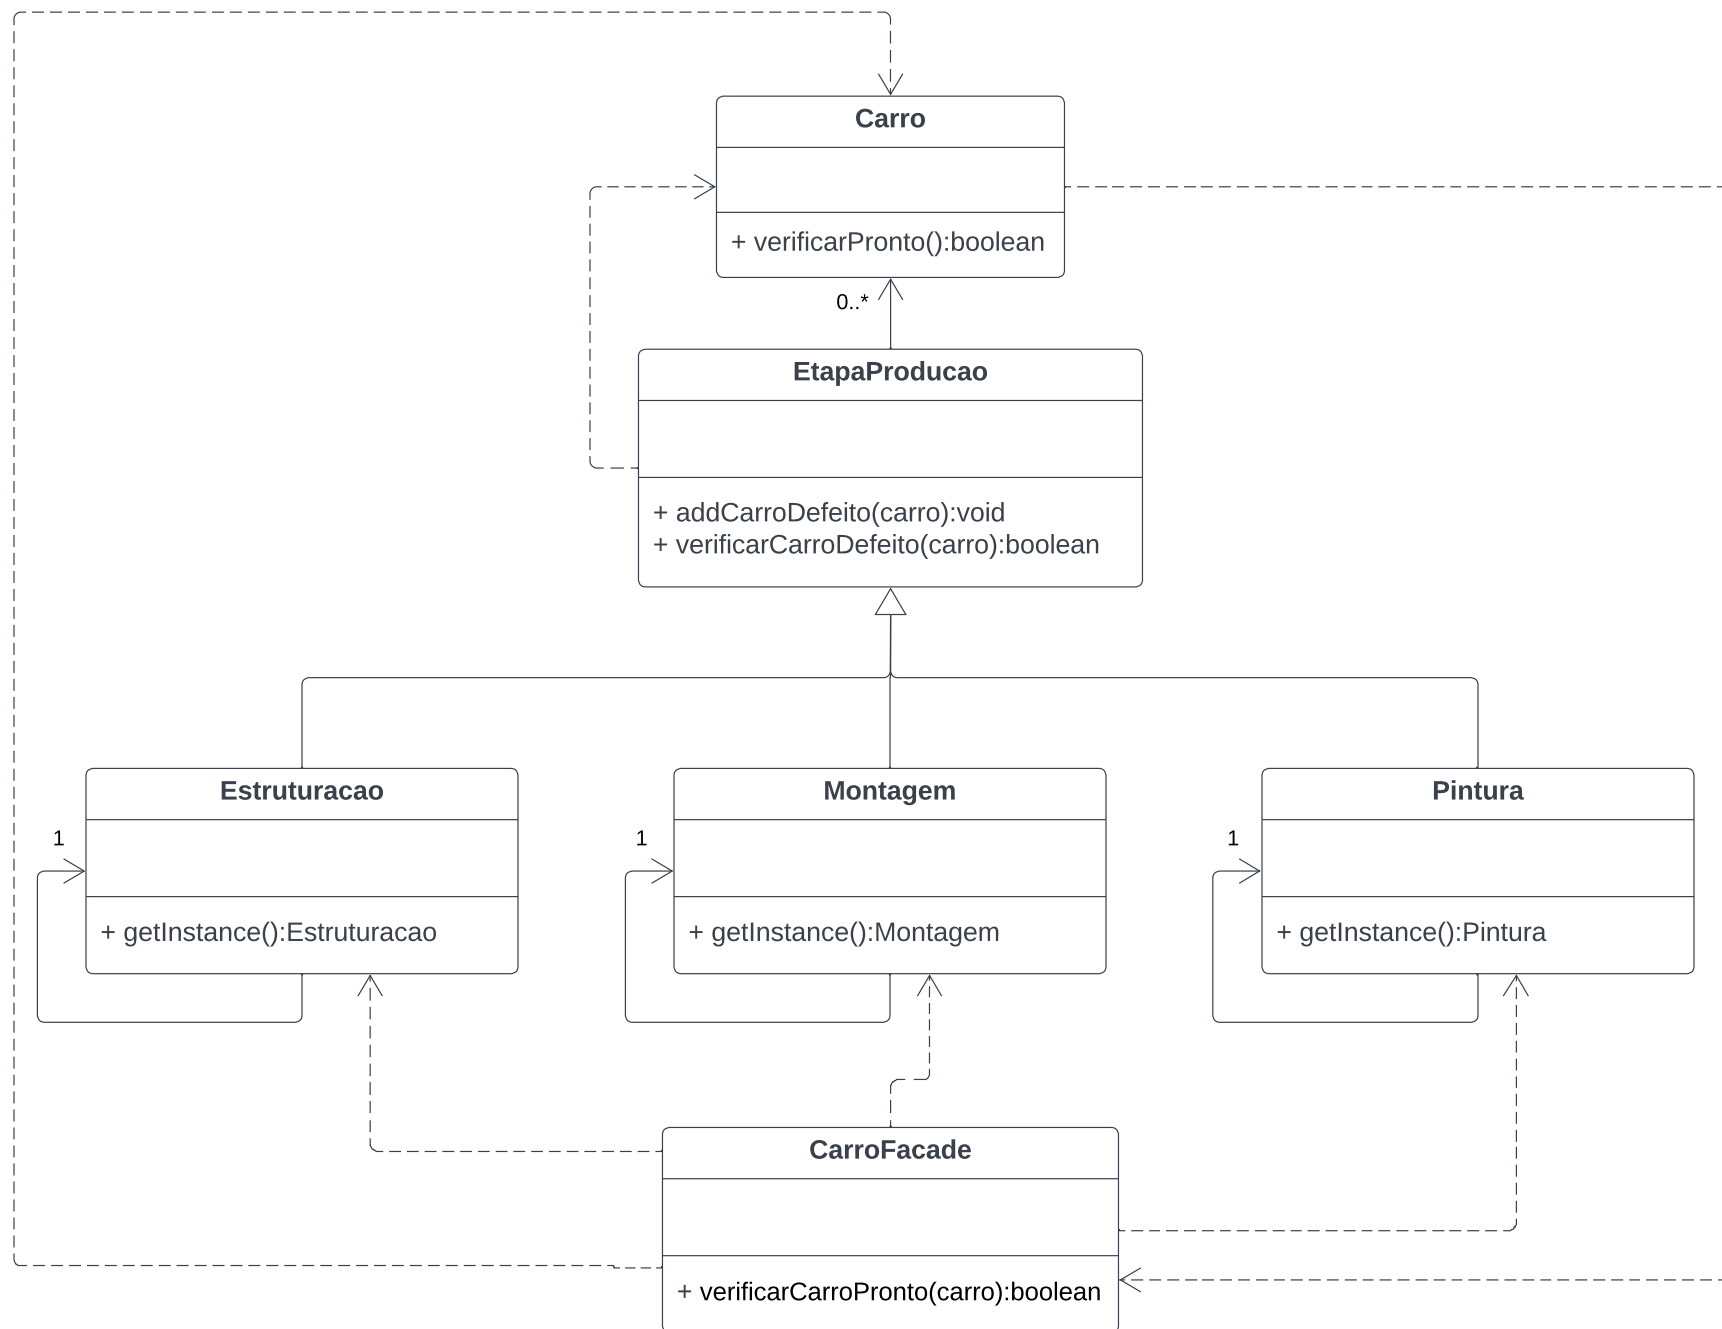 Carro
+ verificarPronto():boolean
0..*
EtapaProducao
+ addCarroDefeito(carro):void
+ verificarCarroDefeito(carro):boolean
Estruturacao
1
+ getInstance():Estruturacao
Montagem
1
+ getInstance():Montagem
Pintura
1
+ getInstance():Pintura
CarroFacade
+ verificarCarroPronto(carro):boolean